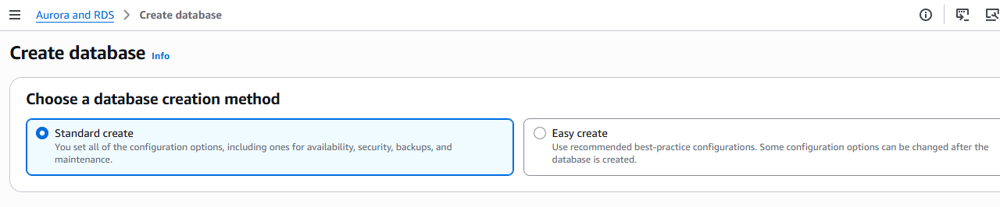 Aurora and RDS > Create database
Create database Info
Choose a database creation method
Standard create
You set all of the configuration options, including ones for availability, security, backups, and
maintenance.
Easy create
Use recommended best-practice configurations. Some configuration options can be changed after the
database is created.